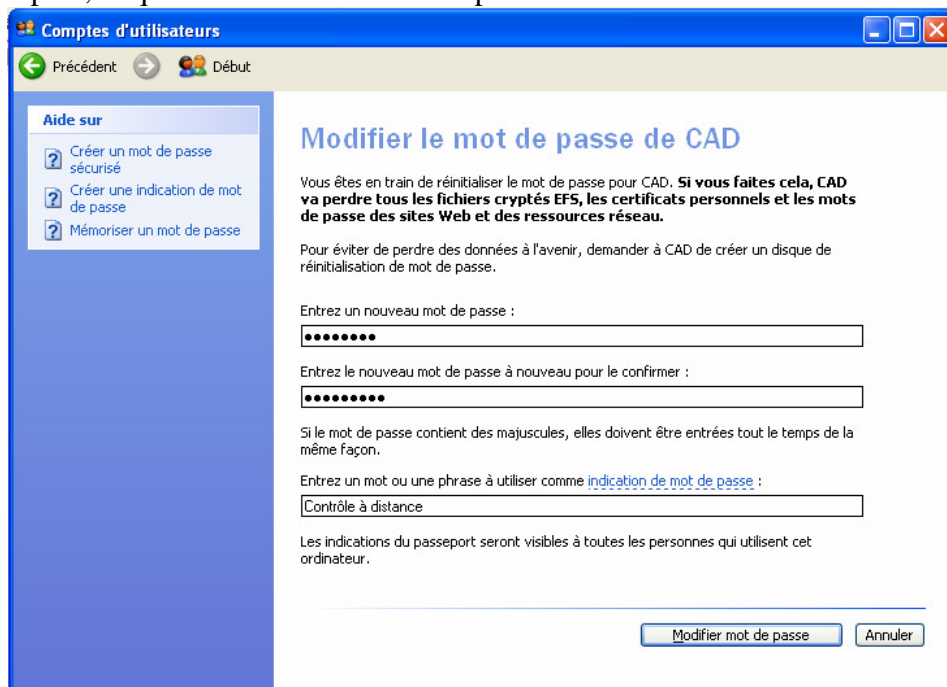 Comptes d'utilisateurs
Précédent
Début
Aide sur
Créer un mot de passe
sécurisé
Créer une indication de mot
de passe
Mémoriser un mot de passe
Modifier le mot de passe de CAD
Vous êtes en train de réinitialiser le mot de passe pour CAD. Si vous faites cela, CAD
va perdre tous les fichiers cryptés EFS, les certificats personnels et les mots
de passe des sites Web et des ressources réseau.
Pour éviter de perdre des données à l'avenir, demander à CAD de créer un disque de
réinitialisation de mot de passe.
Entrez un nouveau mot de passe :
●●●●●●●●
Entrez le nouveau mot de passe à nouveau pour le confirmer :
●●●●●●●●●
Si le mot de passe contient des majuscules, elles doivent être entrées tout le temps de la
même façon.
Entrez un mot ou une phrase à utiliser comme indication de mot de passe :
Contrôle à distance
Les indications du passeport seront visibles à toutes les personnes qui utilisent cet
ordinateur.
Modifier mot de passe
Annuler